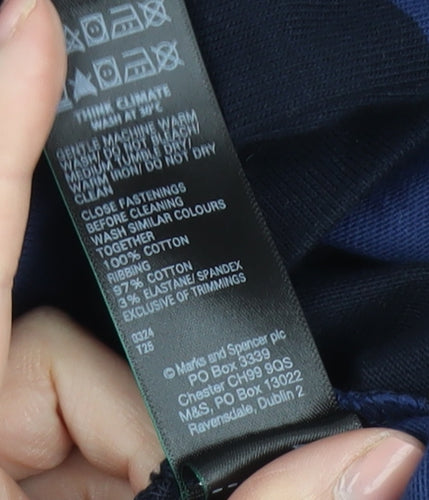 THINK CLIMATE
WASH AT 30°C
GENTLE MACHINE WARM
WASH/ DO NOT BLEACH/
MEDIUM TUMBLE DRY/
WARM IRON/ DO NOT DRY
CLEAN
CLOSE FASTENINGS
BEFORE CLEANING
WASH SIMILAR COLOURS
TOGETHER
100% COTTON
RIBBING
97% COTTON
3% ELASTANE/SPANDEX
EXCLUSIVE OF TRIMMINGS
0324
T25
© Marks and Spencer plc
PO Box 3339
Chester CH99 9QS
M&S, PO Box 13022
Ravensdale, Dublin 2